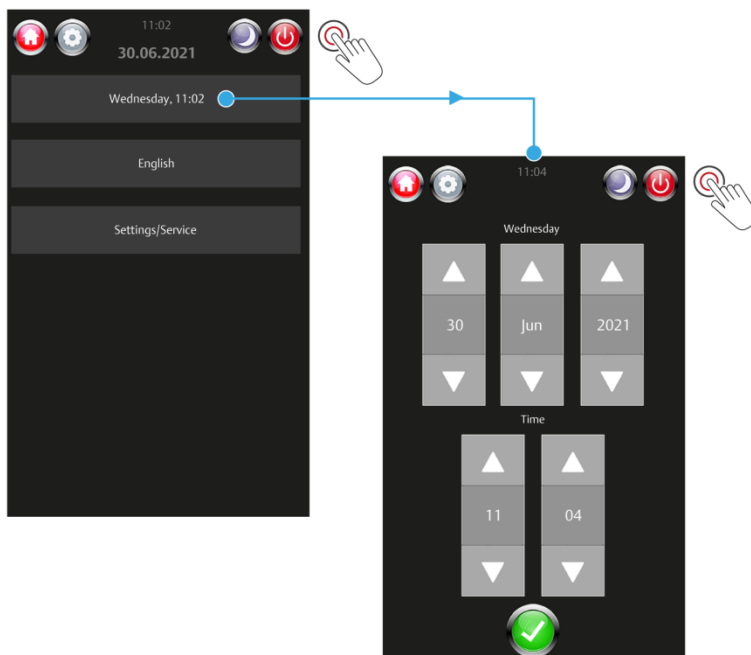 11:02
30.06.2021
Wednesday, 11:02
English
Settings/Service
11:04
Wednesday
30 Jun 2021
Time
11 04